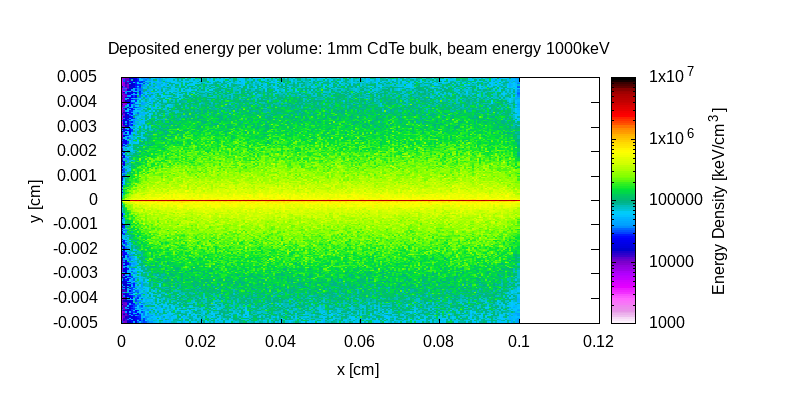 Deposited energy per volume: 1mm CdTe bulk, beam energy 1000keV
0.005
0.004
0.003
0.002
0.001
0
-0.001
-0.002
-0.003
-0.004
-0.005
y [cm]
0 0.02 0.04 0.06 0.08 0.1 0.12
x [cm]
1x10^7
1x10^6
100000
10000
1000
Energy Density [keV/cm^3]